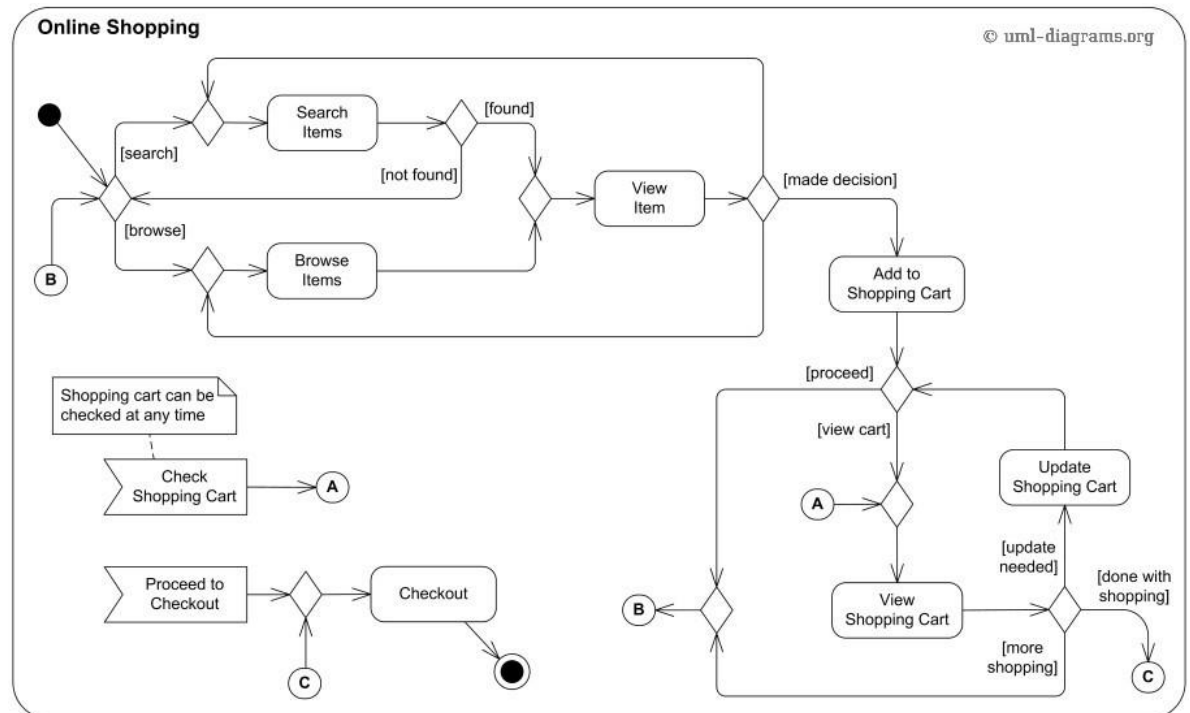 Online Shopping
© uml-diagrams.org
Search
Items
[found]
[search]
[not found]
View
Item
[made decision]
[browse]
B
Browse
Items
Add to
Shopping Cart
Shopping cart can be
checked at any time
[proceed]
[view cart]
Check
Shopping Cart
A
A
Update
Shopping Cart
[update
needed]
[done with
shopping]
Proceed to
Checkout
Checkout
B
View
Shopping Cart
[more
shopping]
C
C